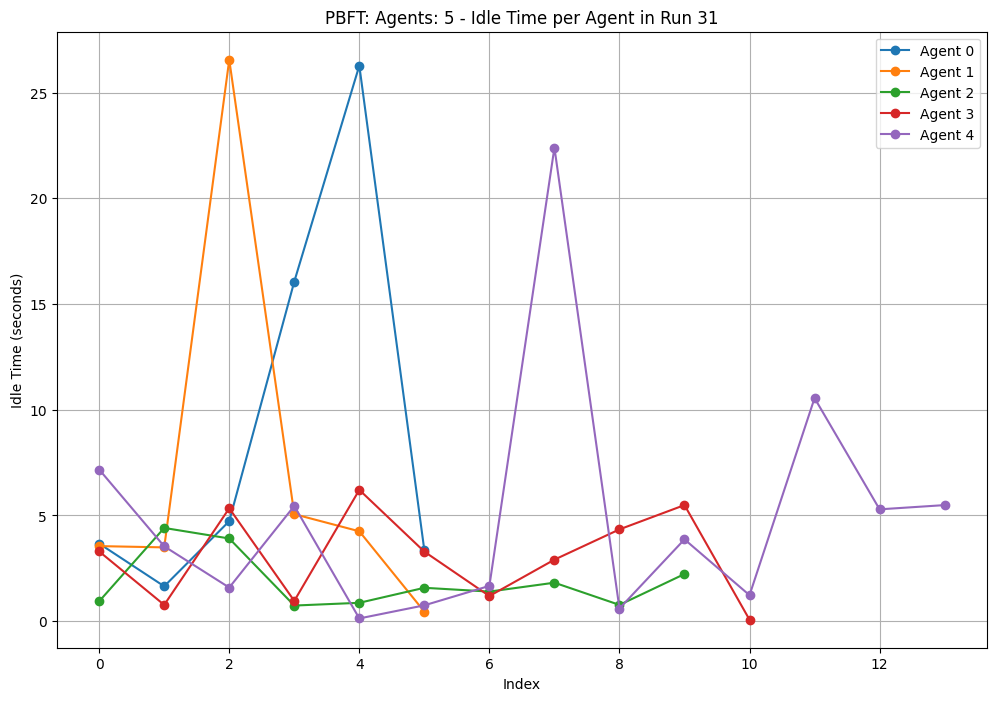 PBFT: Agents: 5 - Idle Time per Agent in Run 31
Agent 0
Agent 1
Agent 2
Agent 3
Agent 4
Idle Time (seconds)
25
20
15
10
5
0
0 2 4 6 8 10 12
Index